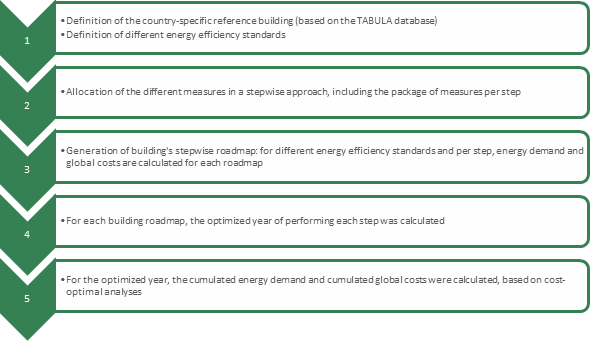 1
•Definition of the country-specific reference building (based on the TABULA database)
•Definition of different energy efficiency standards
2
•Allocation of the different measures in a stepwise approach, including the package of measures per step
3
•Generation of building's stepwise roadmap: for different energy efficiency standards and per step, energy demand and
global costs are calculated for each roadmap
4
•For each building roadmap, the optimized year of performing each step was calculated
5
•For the optimized year, the cumulated energy demand and cumulated global costs were calculated, based on cost-
optimal analyses